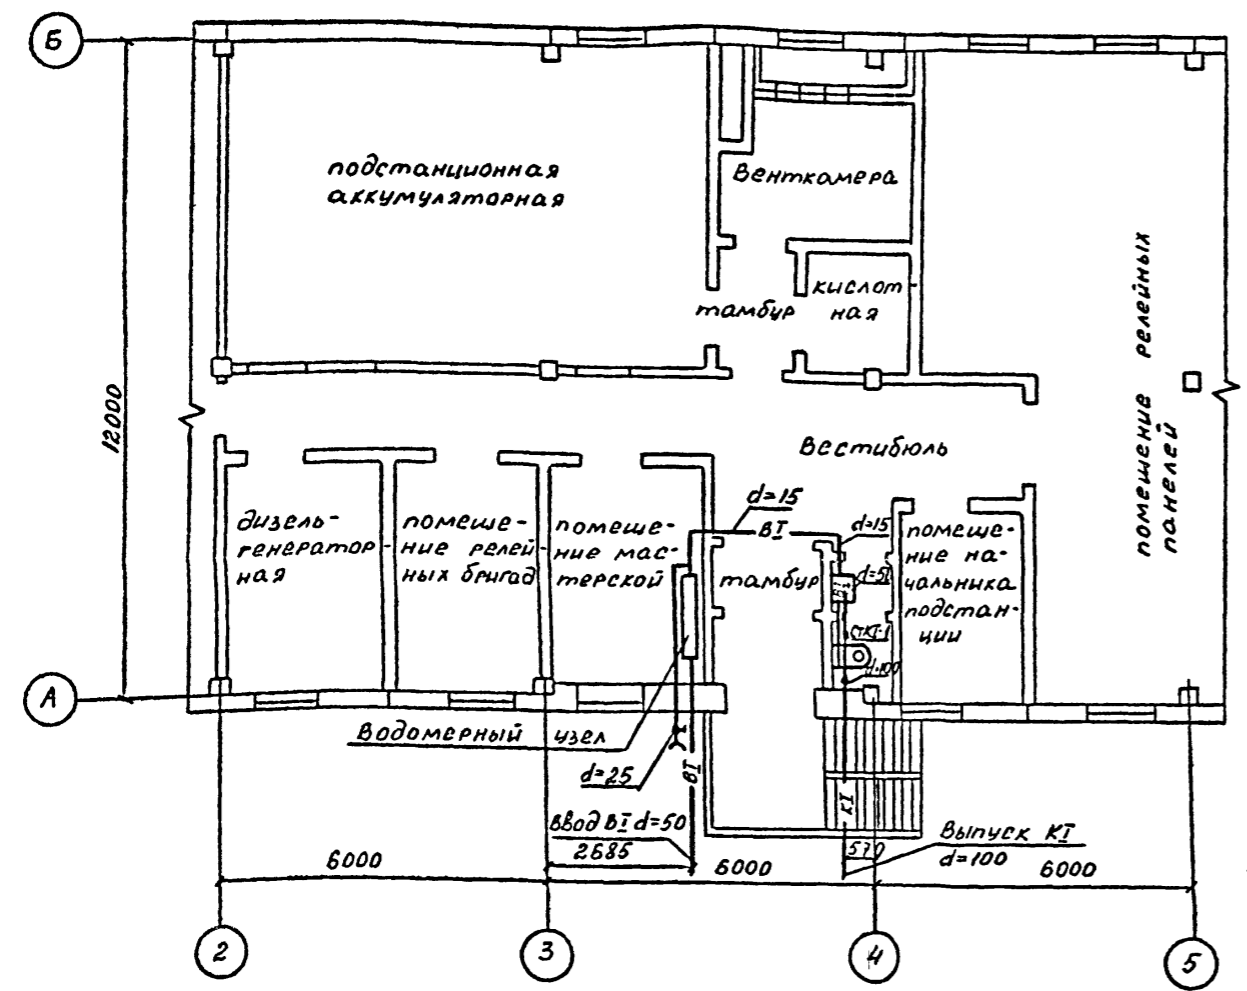 Б
подстанционная
аккумуляторная
Венткамера
тамбур
кислот-
ная
помещение релейных
панелей
12000
Вестибюль
d=15
ВI
d=15
дизель-
генератор-
ная
помеще-
ние релей-
ных бригад
помеще-
ние мас-
терской
тамбур
ВI
d=50
СтКI-1
d=100
помеще-
ние на-
чальника
подстан-
ции
А
Водомерный узел
d=25
ВI
КI
Ввод ВI d=50
2685
Выпуск КI
d=100
570
6000
6000
6000
2
3
4
5